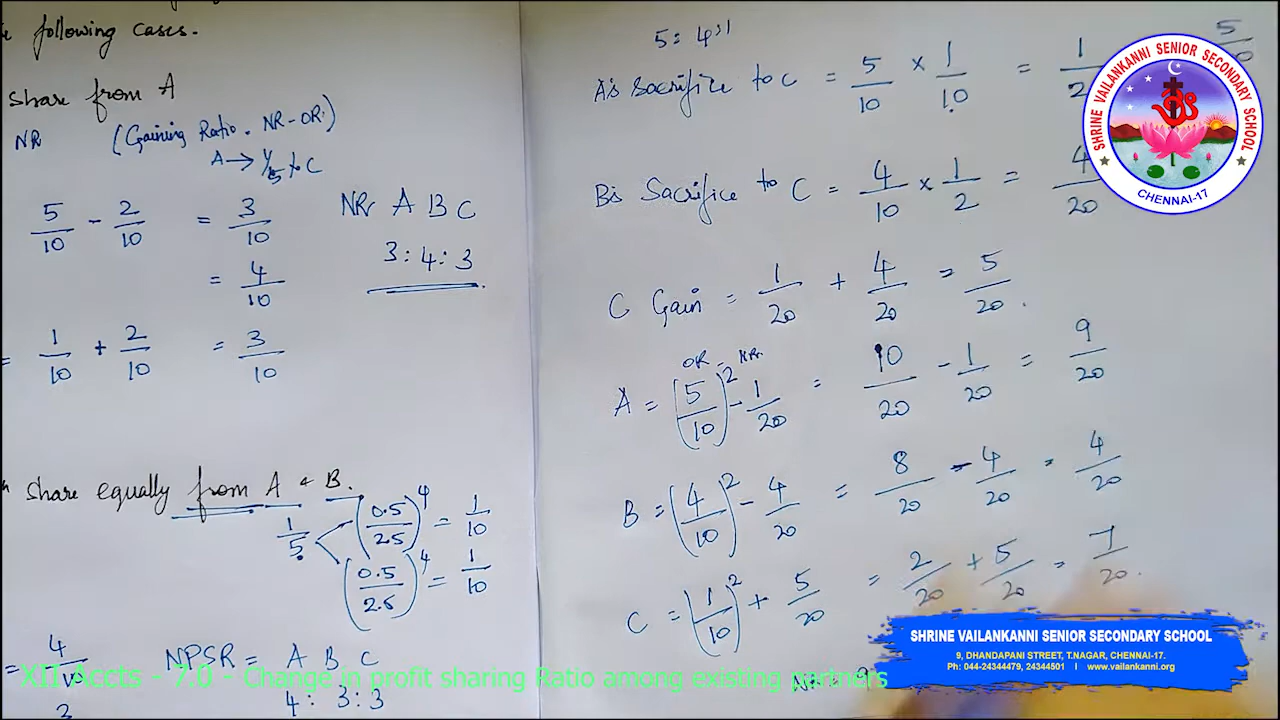 following cases.
share from A
NR (Gaining Ratio = NR - OR)
A → 1/5 to C
5/10 - 2/10 = 3/10
= 4/10
= 1/10 + 2/10 = 3/10
NR A B C
3 : 4 : 3
share equally from A & B.
1/5 (0.5/2.5)4 = 1/10
(0.5/2.5)4 = 1/10
= 4/10
NPSR = A B C
4 : 3 : 3
3
5 : 4 : 1
A's Sacrifice to C = 5/10 × 1/10 = 1/2
B's Sacrifice to C = 4/10 × 1/2 = 4/20
C Gain = 1/20 + 4/20 = 5/20.
OR - NR.
A = (5/10)2 - 1/20 = 10/20 - 1/20 = 9/20
B = (4/10)2 - 4/20 = 8/20 - 4/20 = 4/20
C = (1/10)2 + 5/20 = 2/20 + 5/20 = 7/20.
SHRINE VAILANKANNI SENIOR SECONDARY SCHOOL
CHENNAI-17
SHRINE VAILANKANNI SENIOR SECONDARY SCHOOL
9, DHANDAPANI STREET, T.NAGAR, CHENNAI-17.
Ph: 044-24344479, 24344501 I www.vailankanni.org
XII Accts - 7.0 - Change in profit sharing Ratio among existing partners